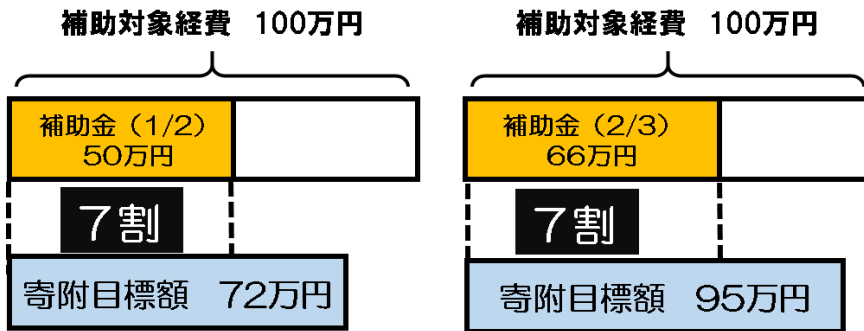 補助対象経費　100万円
補助金（1/2）
50万円
７割
寄附目標額　72万円
補助対象経費　100万円
補助金（2/3）
66万円
７割
寄附目標額　95万円